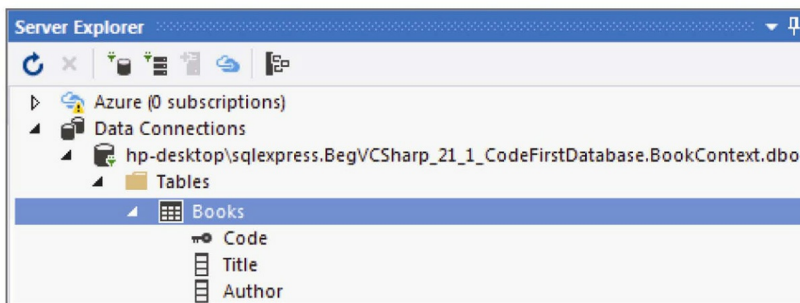 Server Explorer
Azure (0 subscriptions)
Data Connections
hp-desktop\sqlexpress.BegVCSharp_21_1_CodeFirstDatabase.BookContext.dbo
Tables
Books
Code
Title
Author